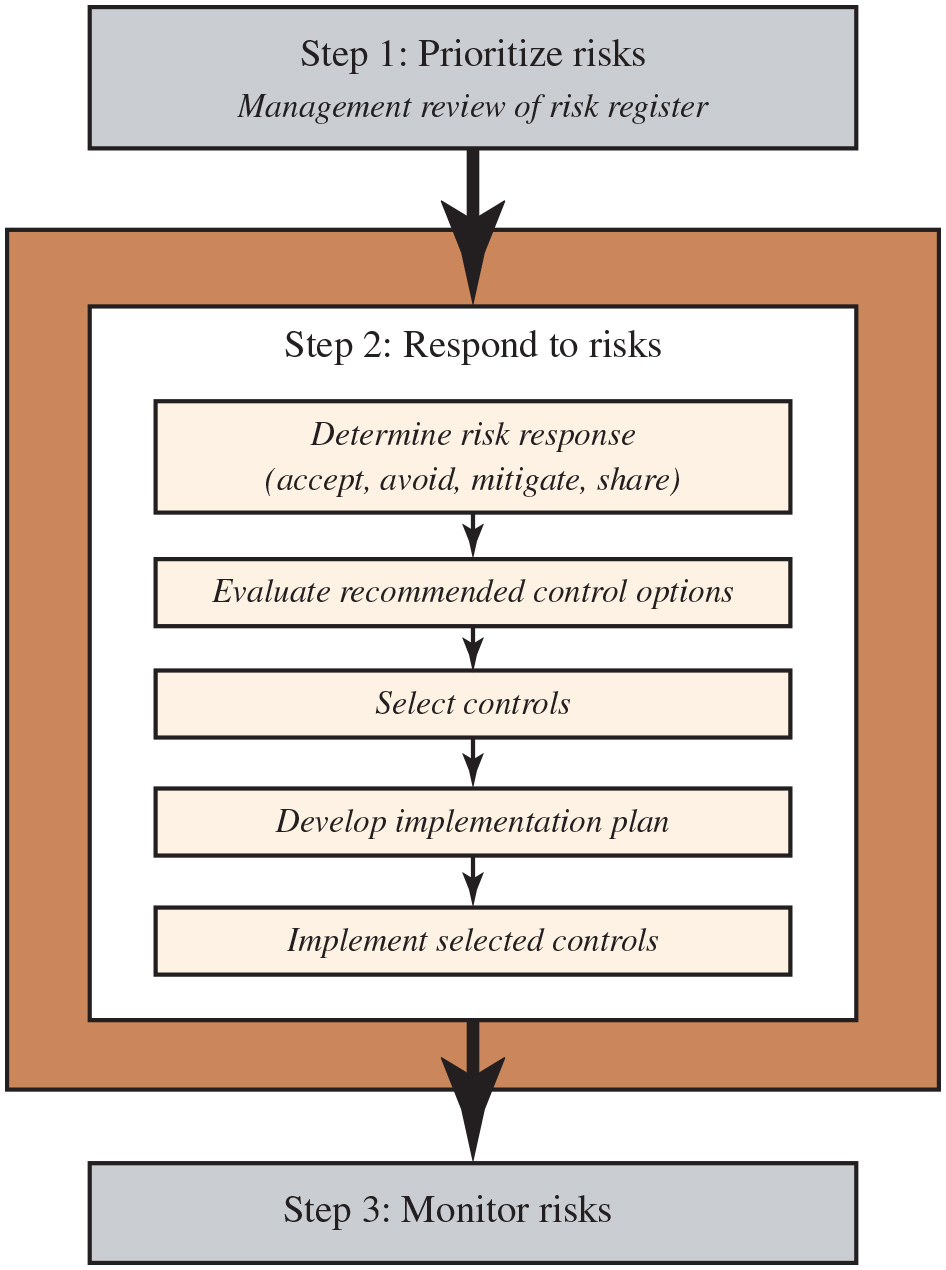 Step 1: Prioritize risks
Management review of risk register
Step 2: Respond to risks
Determine risk response
(accept, avoid, mitigate, share)
Evaluate recommended control options
Select controls
Develop implementation plan
Implement selected controls
Step 3: Monitor risks